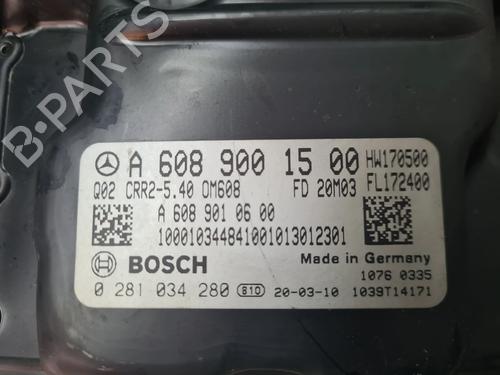 B-PARTS
A 608 900 15 00 HW170500
Q02 CRR2-5.40 OM608 FD 20M03 FL172400
A 608 901 06 00
10001034484100101301230​1
BOSCH Made in Germany
1076 0335
0 281 034 280 810 20-03-10 1039T14171